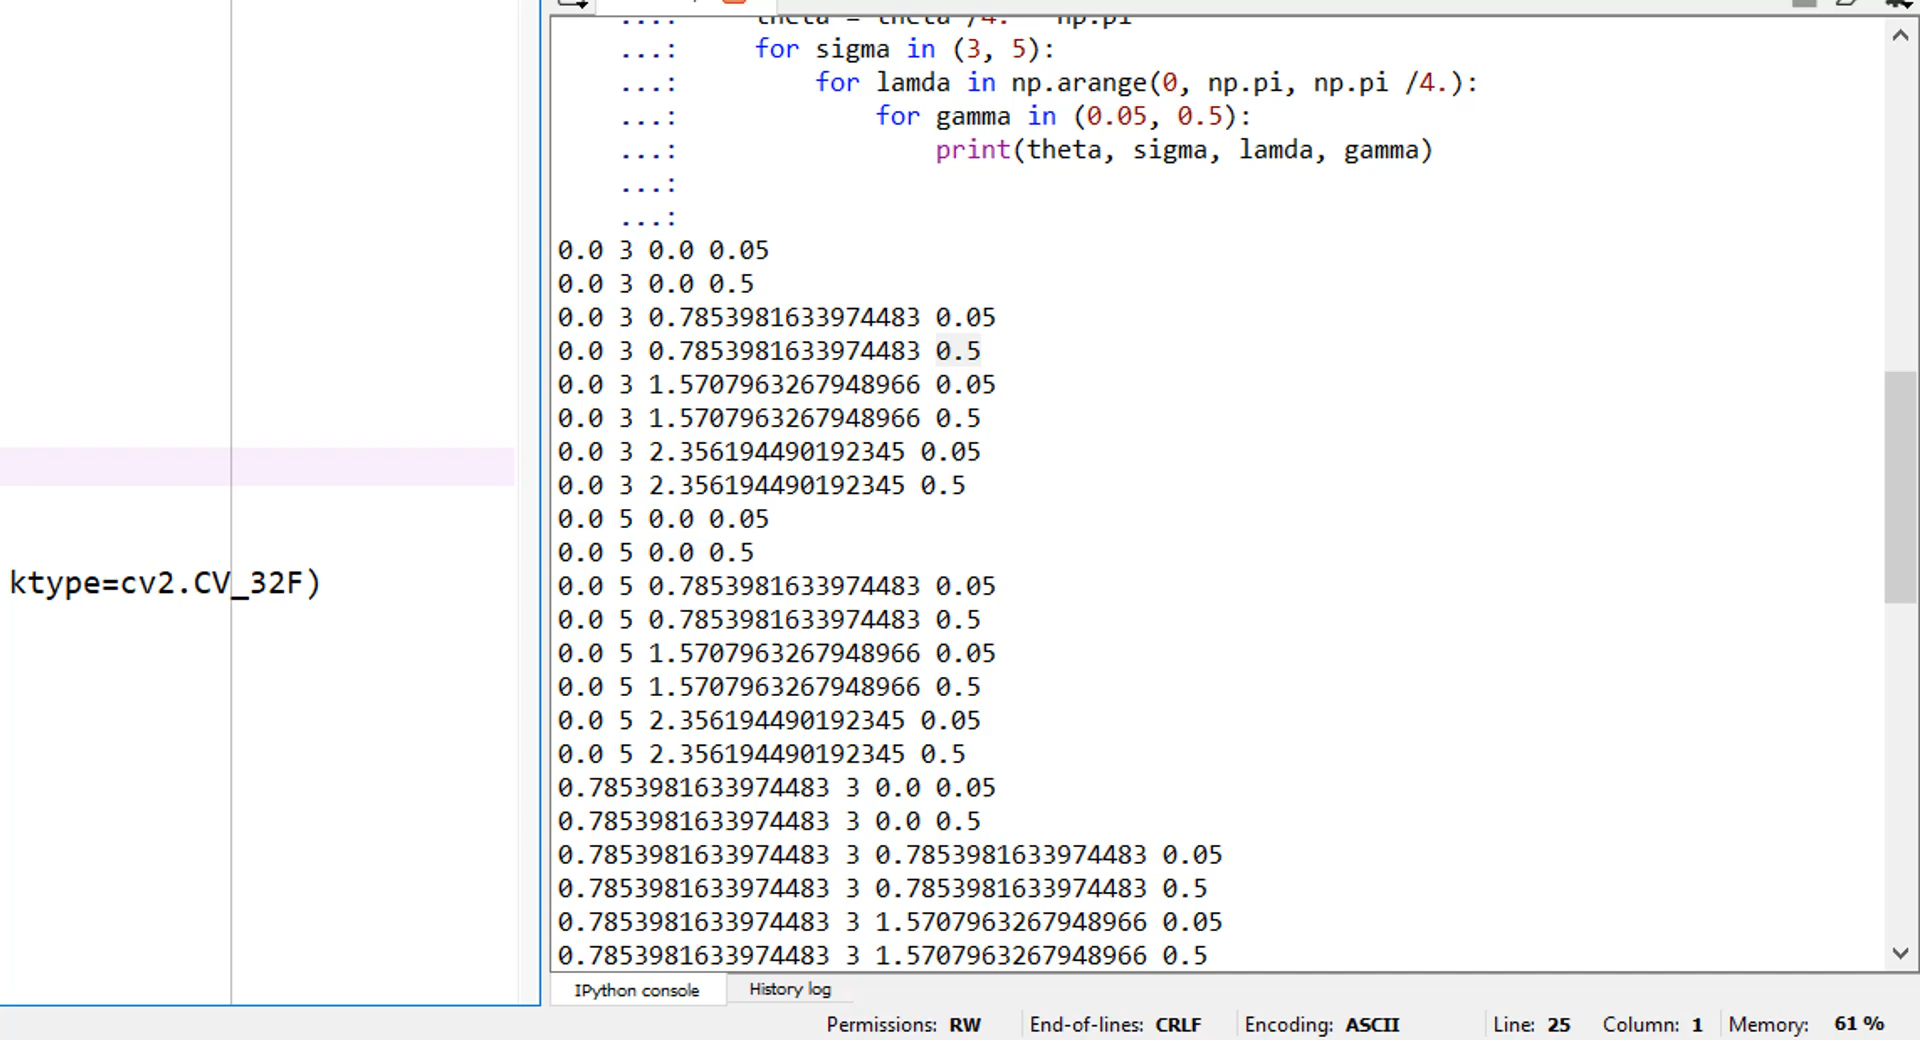 ...:     theta = theta /4. * np.pi
...:     for sigma in (3, 5):
...:         for lamda in np.arange(0, np.pi, np.pi /4.):
...:             for gamma in (0.05, 0.5):
...:                 print(theta, sigma, lamda, gamma)
...:
...:
0.0 3 0.0 0.05
0.0 3 0.0 0.5
0.0 3 0.7853981633974483 0.05
0.0 3 0.7853981633974483 0.5
0.0 3 1.5707963267948966 0.05
0.0 3 1.5707963267948966 0.5
0.0 3 2.356194490192345 0.05
0.0 3 2.356194490192345 0.5
0.0 5 0.0 0.05
0.0 5 0.0 0.5
ktype=cv2.CV_32F)
0.0 5 0.7853981633974483 0.05
0.0 5 0.7853981633974483 0.5
0.0 5 1.5707963267948966 0.05
0.0 5 1.5707963267948966 0.5
0.0 5 2.356194490192345 0.05
0.0 5 2.356194490192345 0.5
0.7853981633974483 3 0.0 0.05
0.7853981633974483 3 0.0 0.5
0.7853981633974483 3 0.7853981633974483 0.05
0.7853981633974483 3 0.7853981633974483 0.5
0.7853981633974483 3 1.5707963267948966 0.05
0.7853981633974483 3 1.5707963267948966 0.5
IPython console History log
Permissions: RW End-of-lines: CRLF Encoding: ASCII Line: 25 Column: 1 Memory: 61 %